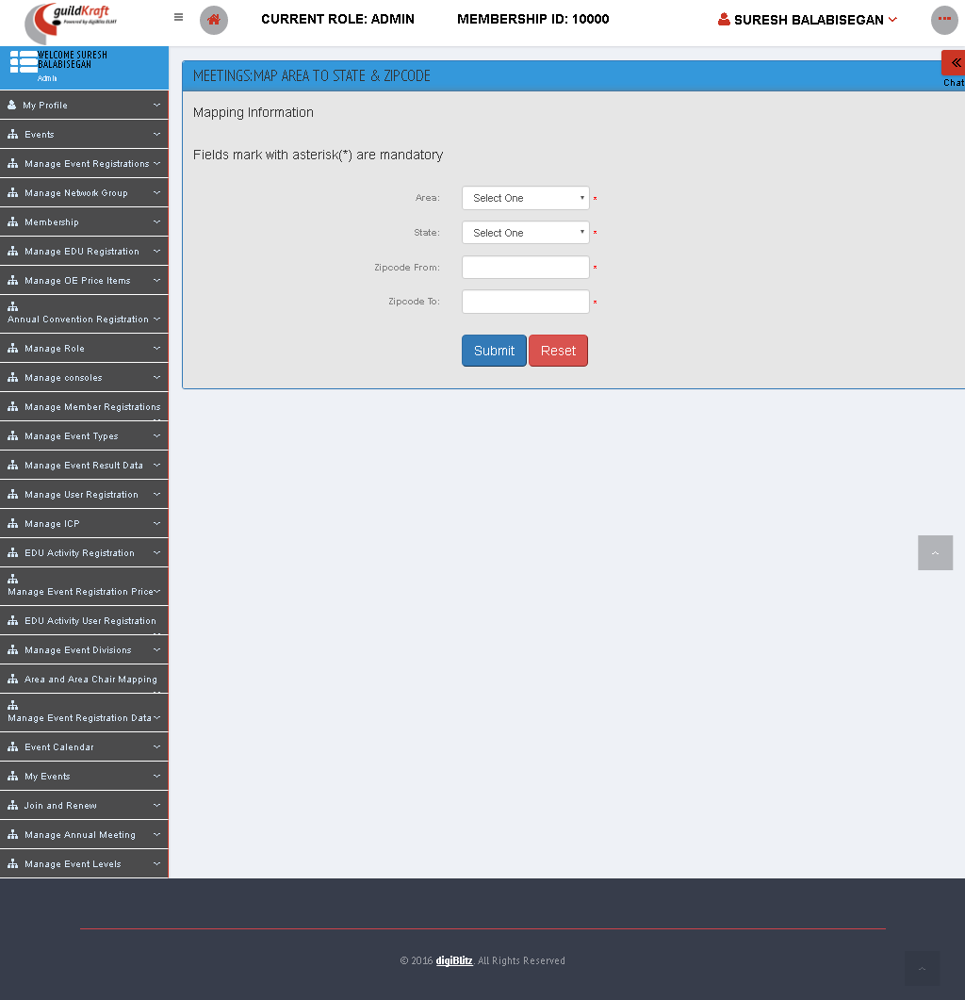 guildKraft
Powered by digiBlitz ELMT
CURRENT ROLE: ADMIN
MEMBERSHIP ID: 10000
SURESH BALABISEGAN
WELCOME SURESH
BALABISEGAN
Admin
Chat
MEETINGS:MAP AREA TO STATE & ZIPCODE
Mapping Information
Fields mark with asterisk(*) are mandatory
Area: Select One *
State: Select One *
Zipcode From: *
Zipcode To: *
Submit Reset
My Profile
Events
Manage Event Registrations
Manage Network Group
Membership
Manage EDU Registration
Manage OE Price Items
Annual Convention Registration
Manage Role
Manage consoles
Manage Member Registrations
Manage Event Types
Manage Event Result Data
Manage User Registration
Manage ICP
EDU Activity Registration
Manage Event Registration Price
EDU Activity User Registration
Manage Event Divisions
Area and Area Chair Mapping
Manage Event Registration Data
Event Calendar
My Events
Join and Renew
Manage Annual Meeting
Manage Event Levels
© 2016 digiBlitz. All Rights Reserved